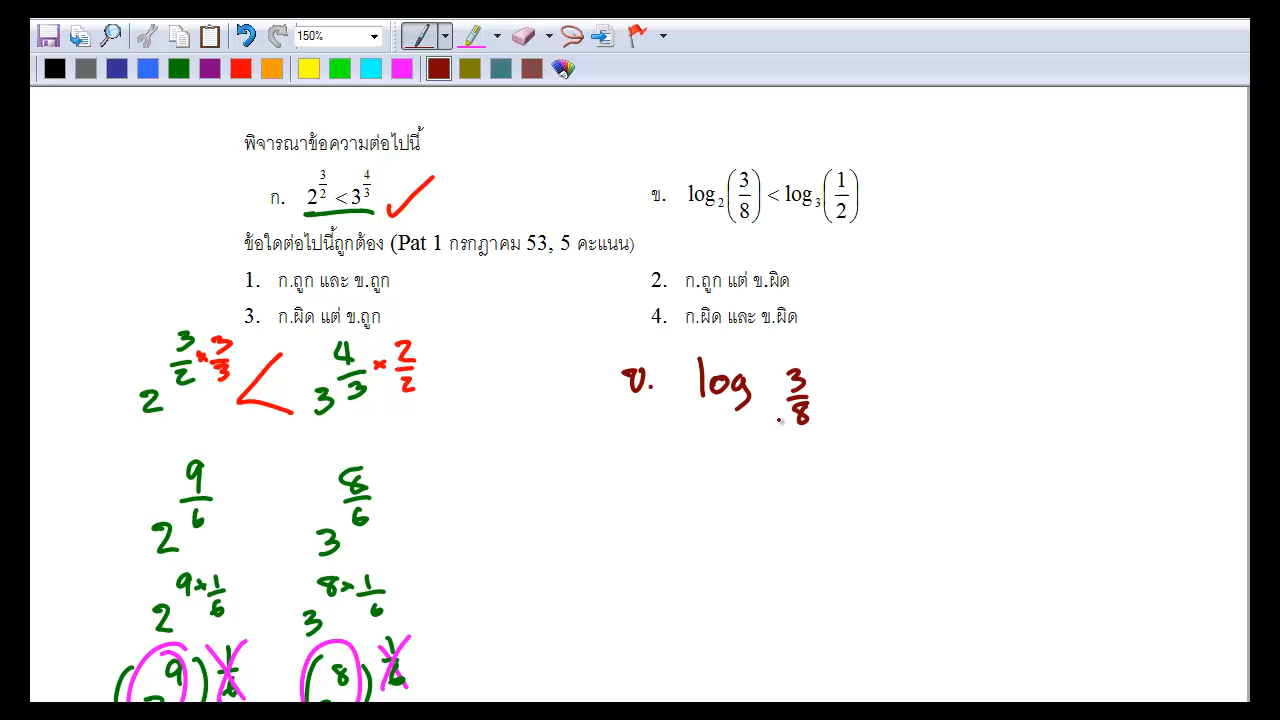 150%
พิจารณาข้อความต่อไปนี้
ก. 2^{3/2} < 3^{4/3} ✓
ข. log₂(3/8) < log₃(1/2)
ข้อใดต่อไปนี้ถูกต้อง (Pat 1 กรกฎาคม 53, 5 คะแนน)
1. ก.ถูก และ ข.ถูก
2. ก.ถูก แต่ ข.ผิด
3. ก.ผิด แต่ ข.ถูก
4. ก.ผิด และ ข.ผิด
2^{3/2 × 3/3} < 3^{4/3 × 2/2}
ข. log 3/8
2^{9/6} 3^{8/6}
2^{9×1/6} 3^{8×1/6}
( 9 ) ( 8 )